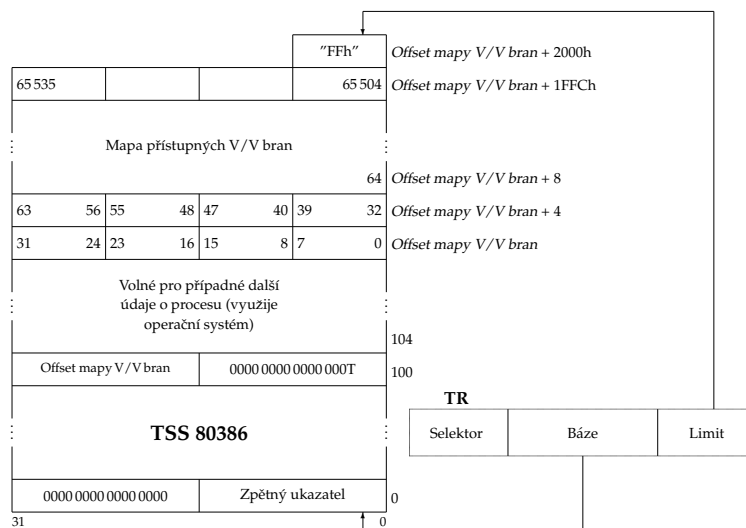 "FFh" Offset mapy V/V bran + 2000h
65 535 65 504 Offset mapy V/V bran + 1FFCh
Mapa přístupných V/V bran
64 Offset mapy V/V bran + 8
63 56 55 48 47 40 39 32 Offset mapy V/V bran + 4
31 24 23 16 15 8 7 0 Offset mapy V/V bran
Volné pro případné další
údaje o procesu (využije
operační systém)
104
Offset mapy V/V bran 0000 0000 0000 000T 100
TR
TSS 80386 Selektor Báze Limit
0000 0000 0000 0000 Zpětný ukazatel 0
31 0